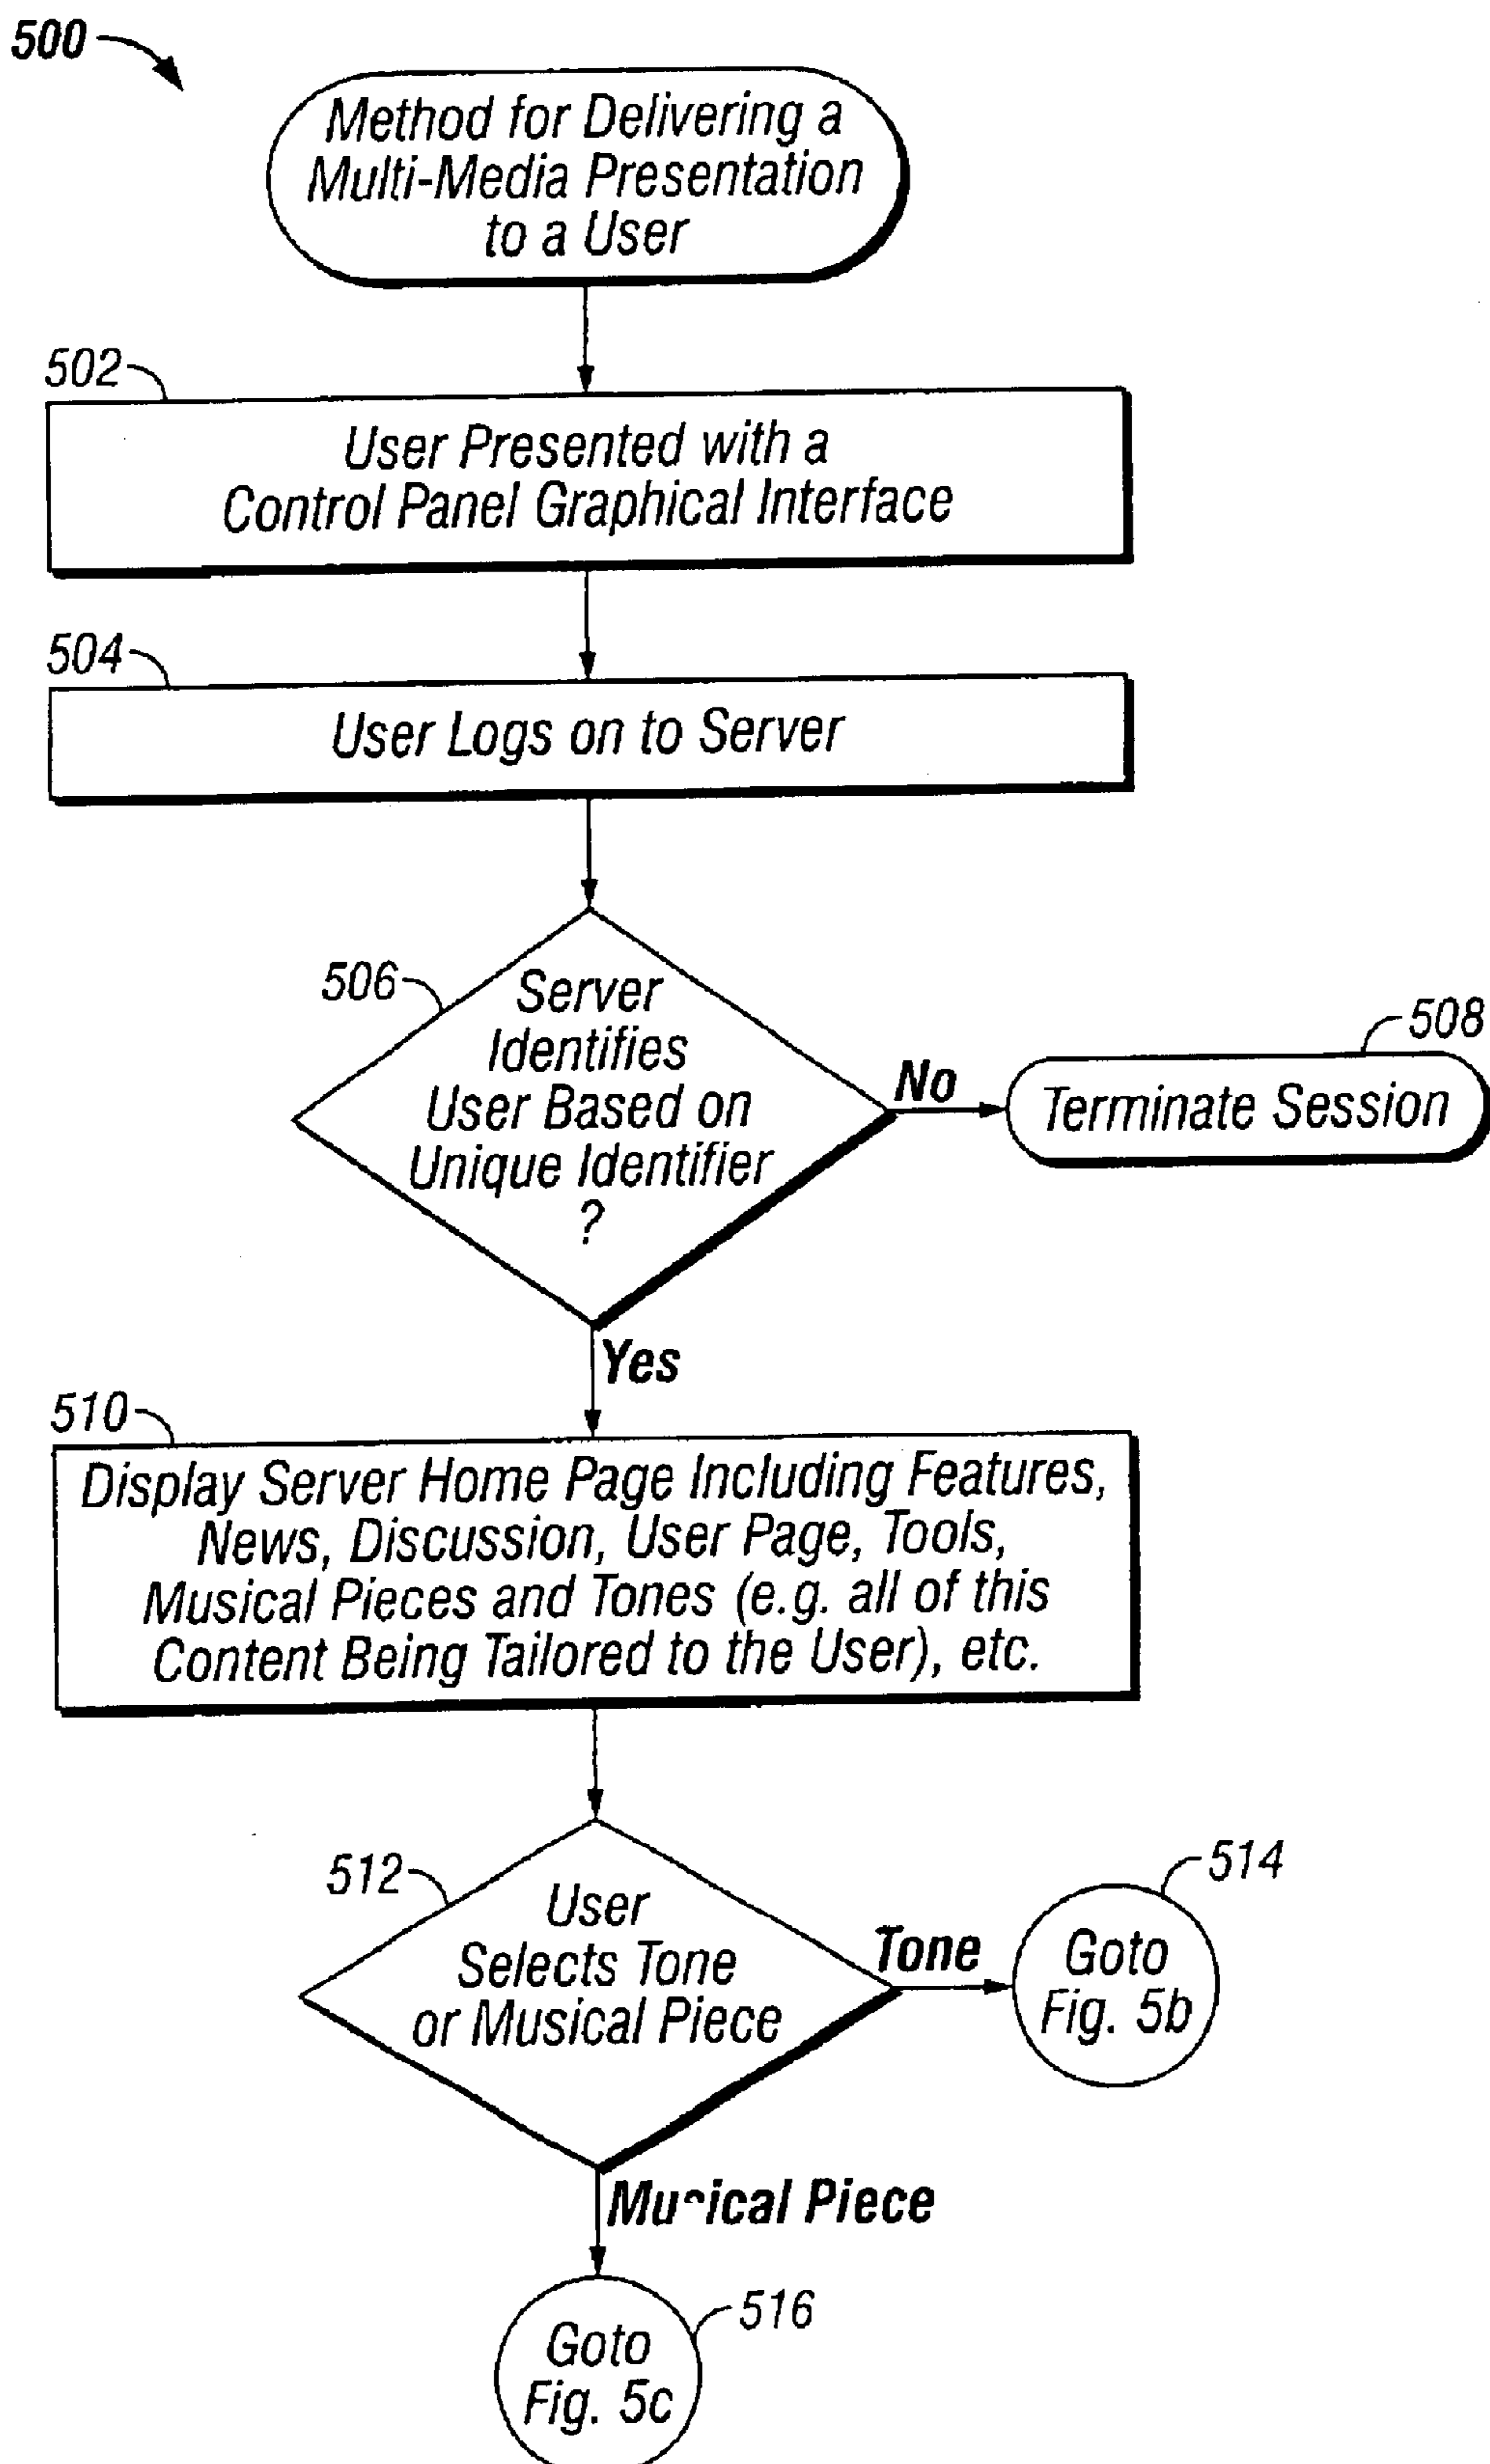 500
Method for Delivering a
Multi-Media Presentation
to a User
502
User Presented with a
Control Panel Graphical Interface
504
User Logs on to Server
506
Server
Identifies
User Based on
Unique Identifier
?
No
508
Terminate Session
Yes
510
Display Server Home Page Including Features,
News, Discussion, User Page, Tools,
Musical Pieces and Tones (e.g. all of this
Content Being Tailored to the User), etc.
512
User
Selects Tone
or Musical Piece
Tone
514
Goto
Fig. 5b
Musical Piece
516
Goto
Fig. 5c